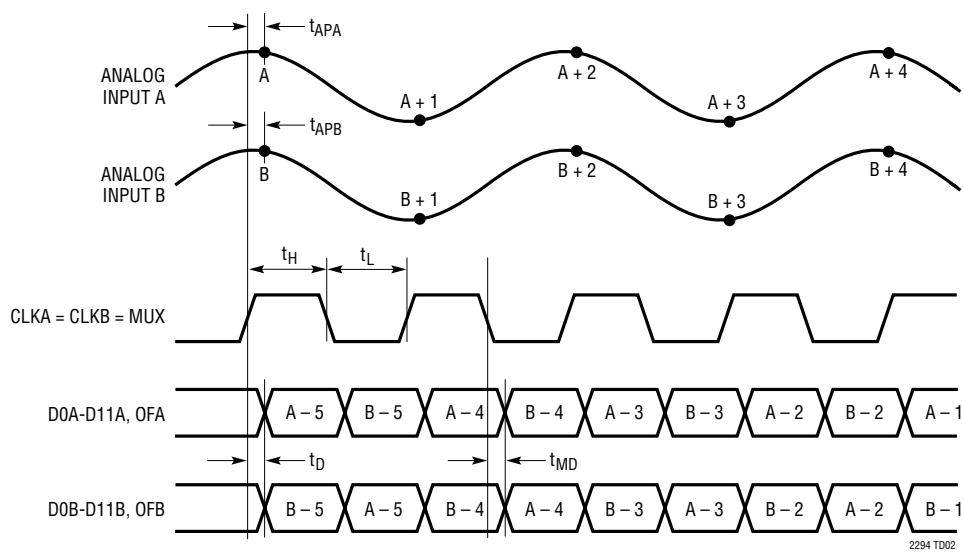 tAPA
ANALOG
INPUT A
A
A + 1
A + 2
A + 3
A + 4
tAPB
ANALOG
INPUT B
B
B + 1
B + 2
B + 3
B + 4
tH
tL
CLKA = CLKB = MUX
D0A-D11A, OFA
A – 5
B – 5
A – 4
B – 4
A – 3
B – 3
A – 2
B – 2
A – 1
tD
tMD
D0B-D11B, OFB
B – 5
A – 5
B – 4
A – 4
B – 3
A – 3
B – 2
A – 2
B – 1
2294 TD02